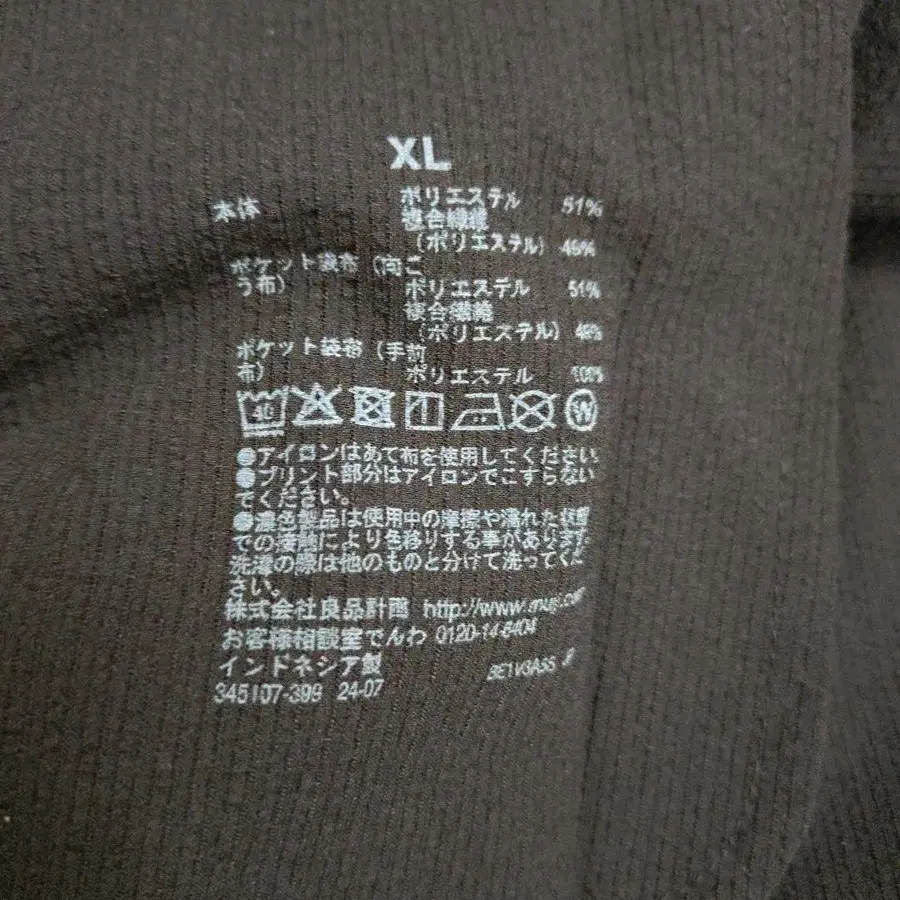 XL
本体 ポリエステル 51%
複合繊維
(ポリエステル) 49%
ポケット袋布 (向こ
う布)
ポリエステル 51%
複合繊維
(ポリエステル) 49%
ポケット袋布 (手前
布)
ポリエステル 100%
40 W
●アイロンはあて布を使用してください
●プリント部分はアイロンでこすらない
でください。
●濃色製品は使用中の摩擦や濡れた状態
での接触により色移りする事があります
洗濯の際は他のものと分けて洗ってくだ
さい。
株式会社良品計画 http://www.muji.com
お客様相談室でんわ 0120-14-6404
インドネシア製
345107-399 24-07